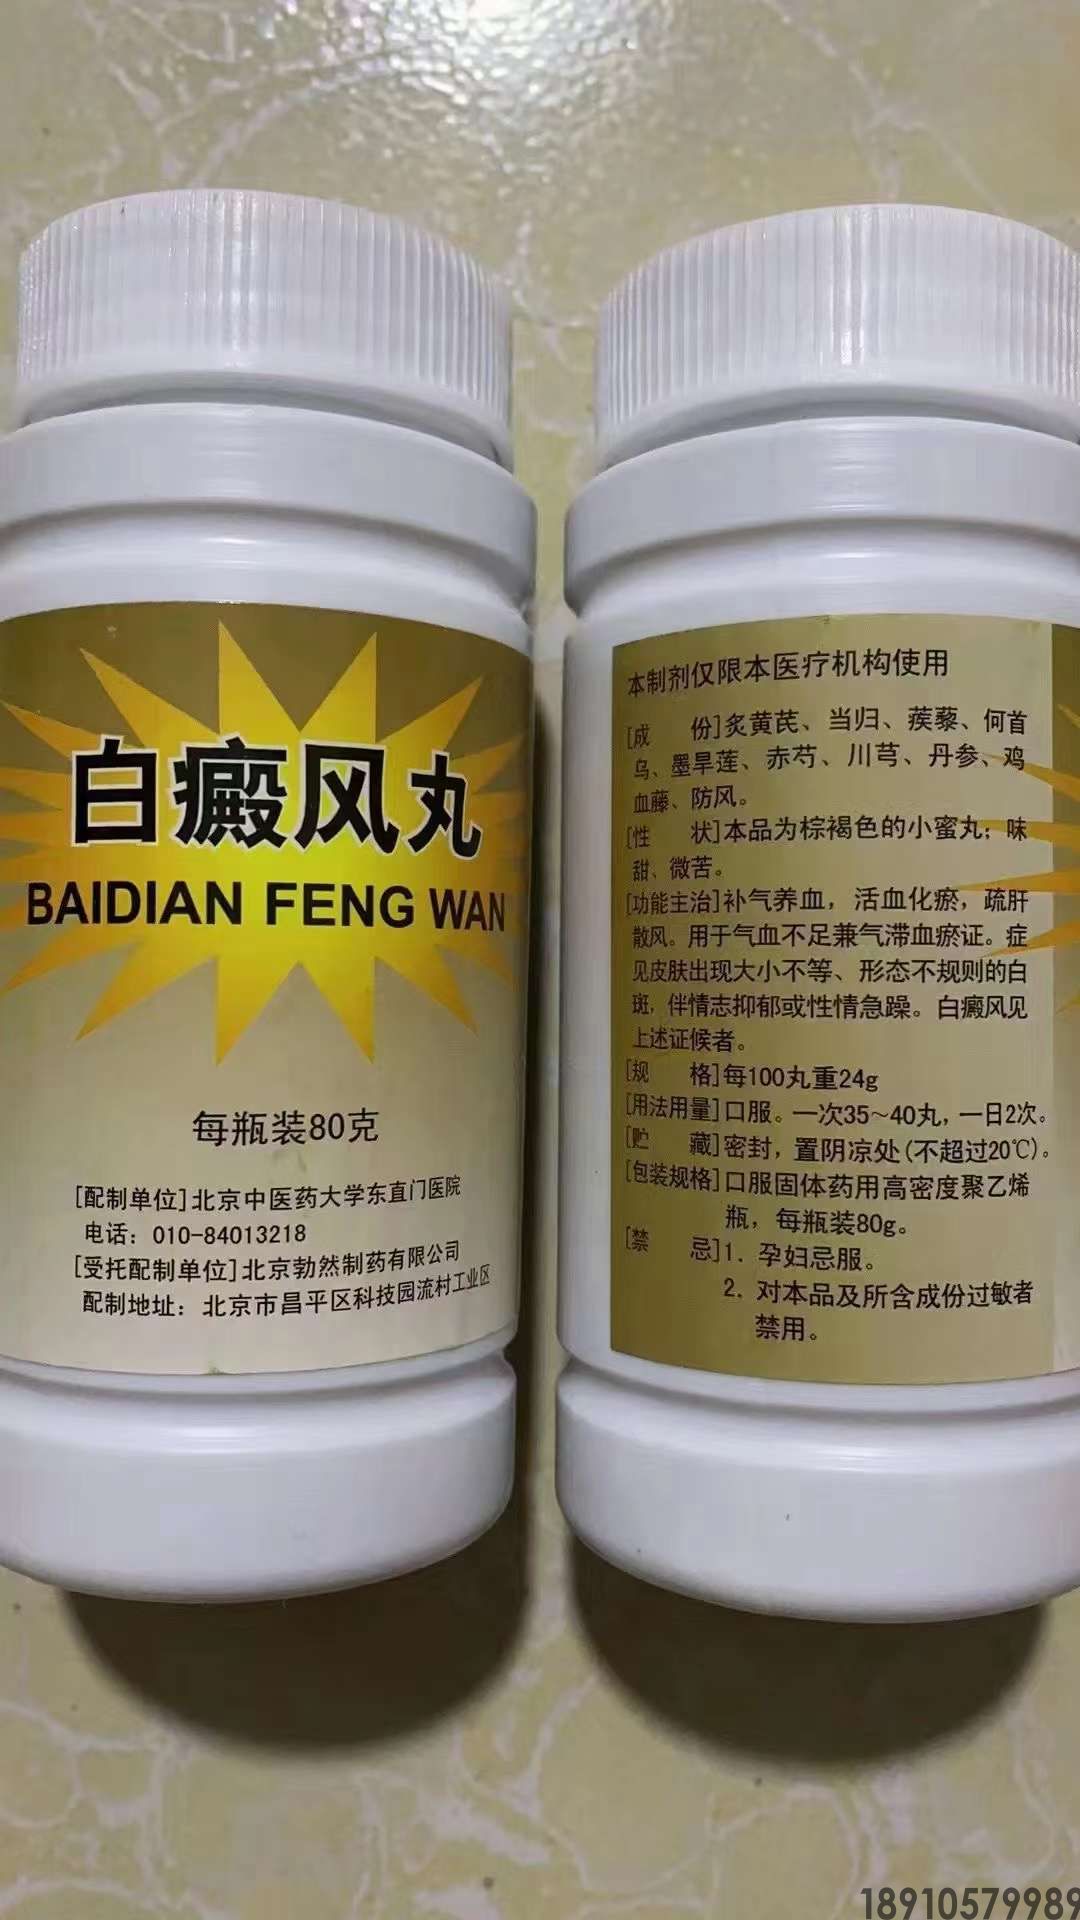 白癜风丸
BAIDIAN FENG WAN
每瓶装80克
[配制单位]北京中医药大学东直门医院
电话：010-84013218
[受托配制单位]北京勃然制药有限公司
配制地址：北京市昌平区科技园流村工业区
本制剂仅限本医疗机构使用
[成　份]炙黄芪、当归、蒺藜、何首
乌、墨旱莲、赤芍、川芎、丹参、鸡
血藤、防风。
[性　状]本品为棕褐色的小蜜丸；味
甜、微苦。
[功能主治]补气养血，活血化瘀，疏肝
散风。用于气血不足兼气滞血瘀证。症
见皮肤出现大小不等、形态不规则的白
斑，伴情志抑郁或性情急躁。白癜风见
上述证候者。
[规　格]每100丸重24g
[用法用量]口服。一次35～40丸，一日2次。
[贮　藏]密封，置阴凉处(不超过20℃)。
[包装规格]口服固体药用高密度聚乙烯
瓶，每瓶装80g。
[禁　忌]1．孕妇忌服。
2．对本品及所含成份过敏者
禁用。
18910579989